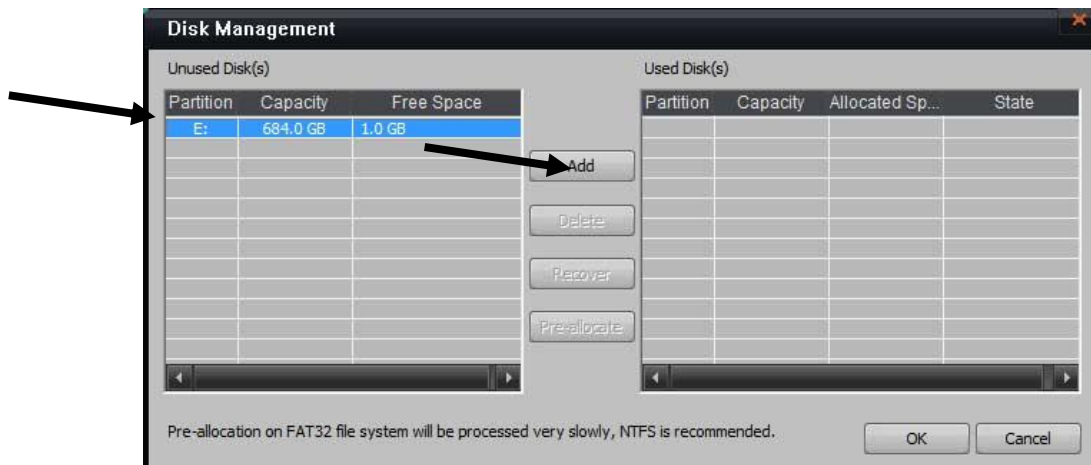 Disk Management
Unused Disk(s)
Partition Capacity Free Space
E: 684.0 GB 1.0 GB
Add
Delete
Recover
Pre-allocate
Used Disk(s)
Partition Capacity Allocated Sp... State
Pre-allocation on FAT32 file system will be processed very slowly, NTFS is recommended.
OK Cancel